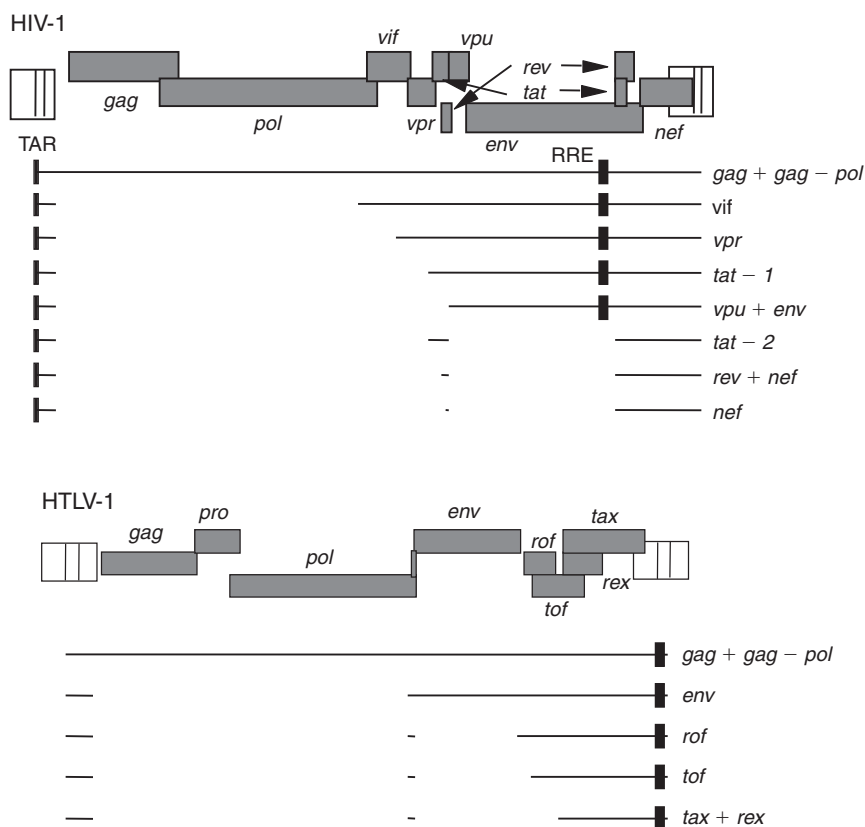 HIV-1
vif
vpu
rev
tat
gag
pol
vpr
env
nef
TAR
RRE
gag + gag − pol
vif
vpr
tat − 1
vpu + env
tat − 2
rev + nef
nef
HTLV-1
gag
pro
env
tax
rof
pol
rex
tof
gag + gag − pol
env
rof
tof
tax + rex